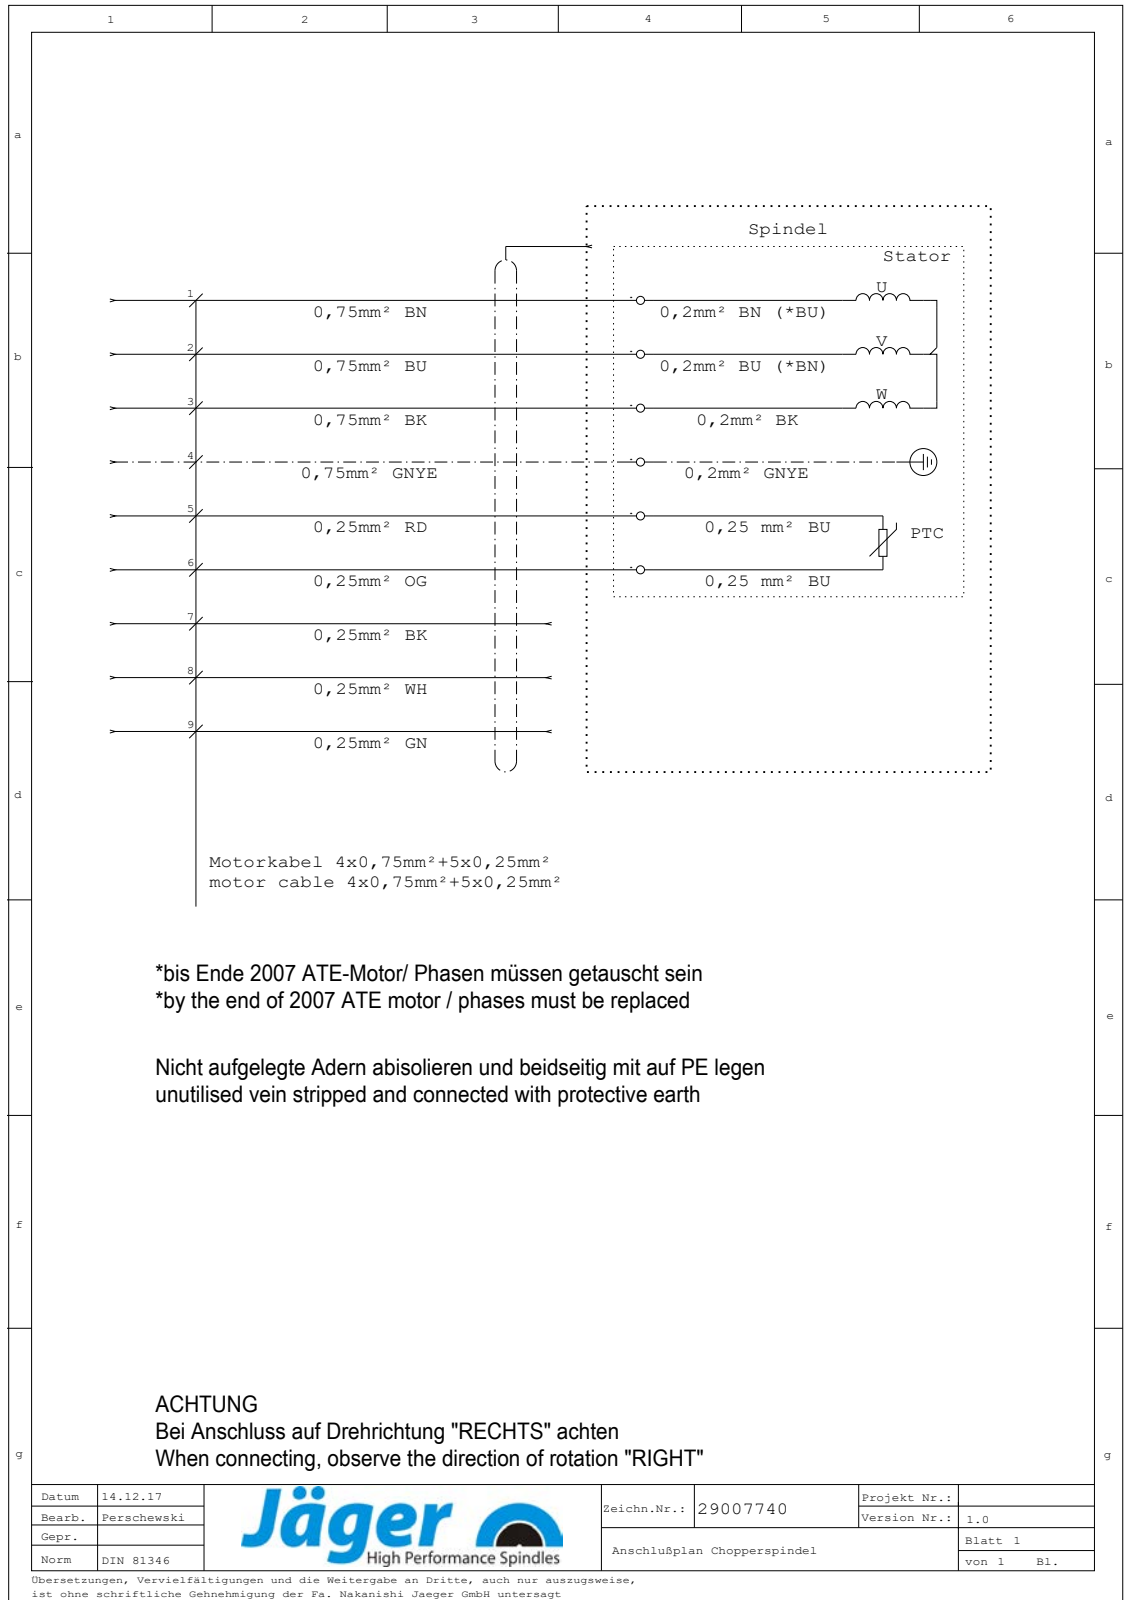 1 2 3 4 5 6
a a
Spindel
Stator
1 0,75mm² BN 0,2mm² BN (*BU) U
b b
2 0,75mm² BU 0,2mm² BU (*BN) V
3 0,75mm² BK 0,2mm² BK W
4 0,75mm² GNYE 0,2mm² GNYE
5 0,25mm² RD 0,25 mm² BU
PTC
c c
6 0,25mm² OG 0,25 mm² BU
7 0,25mm² BK
8 0,25mm² WH
9 0,25mm² GN
d d
Motorkabel 4x0,75mm²+5x0,25mm²
motor cable 4x0,75mm²+5x0,25mm²
*bis Ende 2007 ATE-Motor/ Phasen müssen getauscht sein
*by the end of 2007 ATE motor / phases must be replaced
e e
Nicht aufgelegte Adern abisolieren und beidseitig mit auf PE legen
unutilised vein stripped and connected with protective earth
f f
ACHTUNG
Bei Anschluss auf Drehrichtung "RECHTS" achten
When connecting, observe the direction of rotation "RIGHT"
g g
Datum 14.12.17
Bearb. Perschewski
Gepr.
Norm DIN 81346
Jäger
High Performance Spindles
Zeichn.Nr.: 29007740
Anschlußplan Chopperspindel
Projekt Nr.:
Version Nr.: 1.0
Blatt 1
von 1 Bl.
Übersetzungen, Vervielfältigungen und die Weitergabe an Dritte, auch nur auszugsweise,
ist ohne schriftliche Gehnehmigung der Fa. Nakanishi Jaeger GmbH untersagt